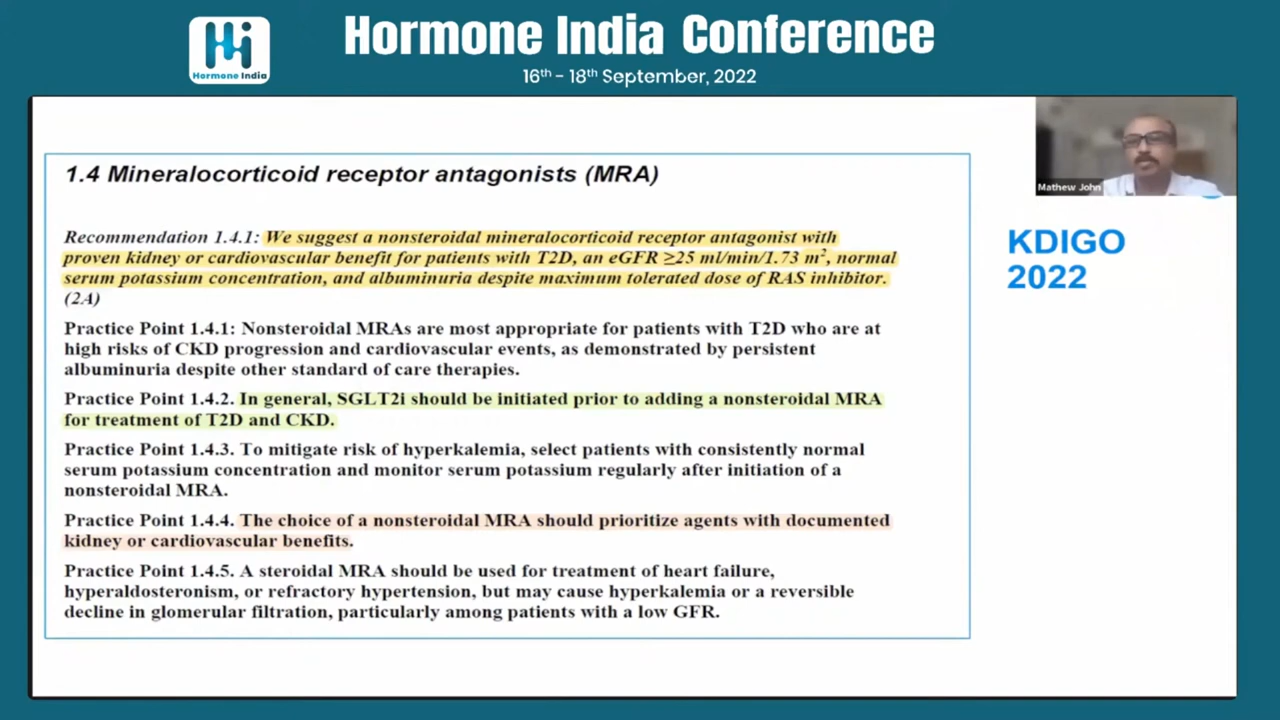 Hormone India Conference
16th - 18th September, 2022
Hormone India
Mathew John
KDIGO
2022
1.4 Mineralocorticoid receptor antagonists (MRA)
Recommendation 1.4.1: We suggest a nonsteroidal mineralocorticoid receptor antagonist with
proven kidney or cardiovascular benefit for patients with T2D, an eGFR ≥25 ml/min/1.73 m², normal
serum potassium concentration, and albuminuria despite maximum tolerated dose of RAS inhibitor.
(2A)
Practice Point 1.4.1: Nonsteroidal MRAs are most appropriate for patients with T2D who are at
high risks of CKD progression and cardiovascular events, as demonstrated by persistent
albuminuria despite other standard of care therapies.
Practice Point 1.4.2. In general, SGLT2i should be initiated prior to adding a nonsteroidal MRA
for treatment of T2D and CKD.
Practice Point 1.4.3. To mitigate risk of hyperkalemia, select patients with consistently normal
serum potassium concentration and monitor serum potassium regularly after initiation of a
nonsteroidal MRA.
Practice Point 1.4.4. The choice of a nonsteroidal MRA should prioritize agents with documented
kidney or cardiovascular benefits.
Practice Point 1.4.5. A steroidal MRA should be used for treatment of heart failure,
hyperaldosteronism, or refractory hypertension, but may cause hyperkalemia or a reversible
decline in glomerular filtration, particularly among patients with a low GFR.